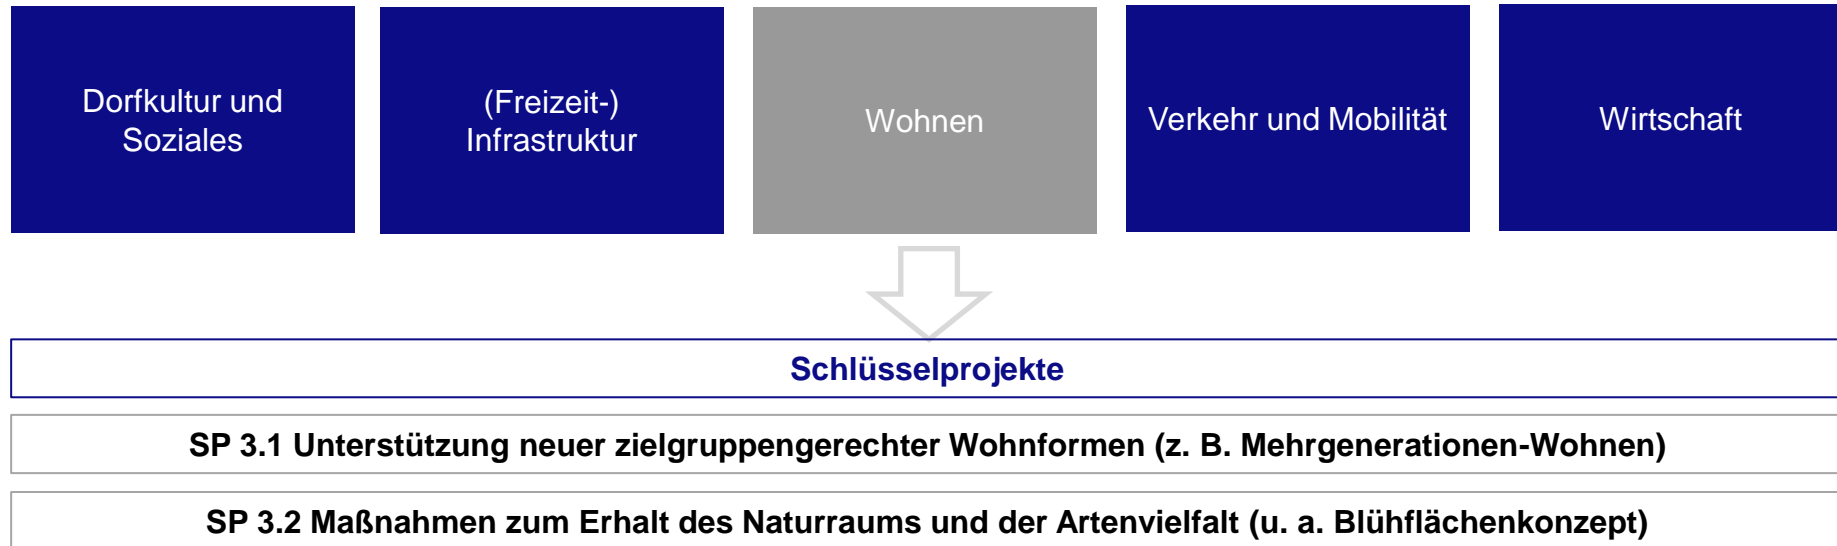 Dorfkultur und
Soziales
(Freizeit-)
Infrastruktur
Wohnen
Verkehr und Mobilität
Wirtschaft
Schlüsselprojekte
SP 3.1 Unterstützung neuer zielgruppengerechter Wohnformen (z. B. Mehrgenerationen-Wohnen)
SP 3.2 Maßnahmen zum Erhalt des Naturraums und der Artenvielfalt (u. a. Blühflächenkonzept)